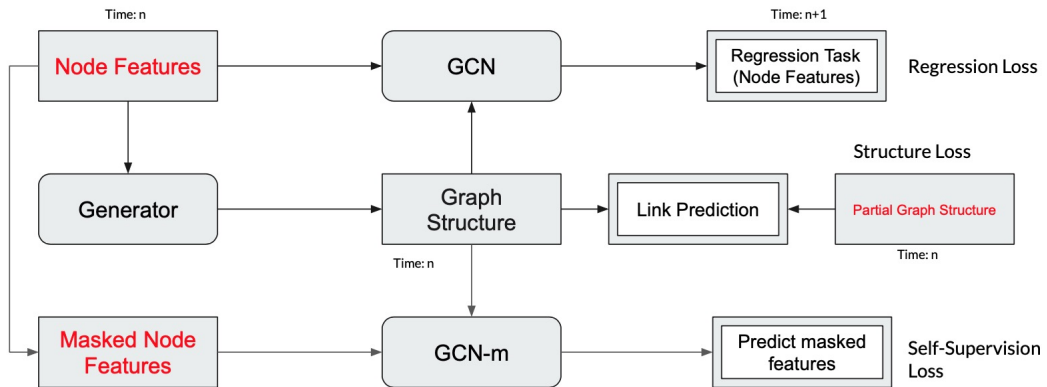 Time: n
Time: n+1
Node Features
GCN
Regression Task
(Node Features)
Regression Loss
Structure Loss
Generator
Graph
Structure
Link Prediction
Partial Graph Structure
Time: n
Time: n
Masked Node
Features
GCN-m
Predict masked
features
Self-Supervision
Loss